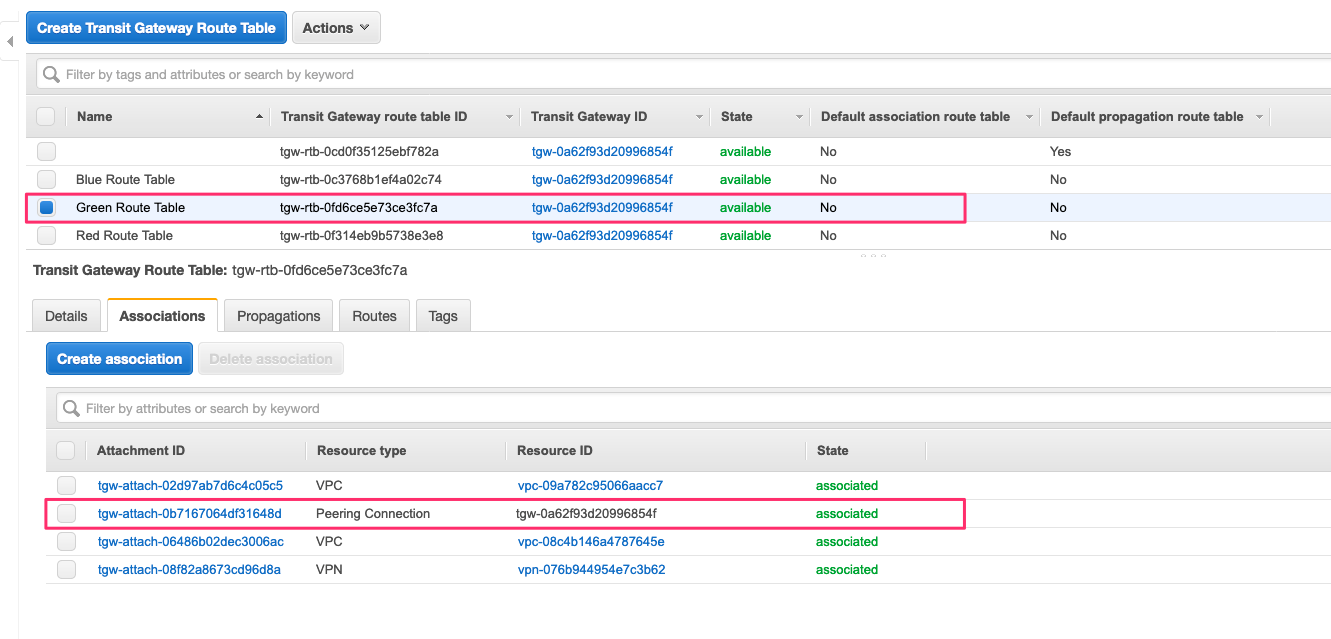 Create Transit Gateway Route Table Actions
Filter by tags and attributes or search by keyword
Name Transit Gateway route table ID Transit Gateway ID State Default association route table Default propagation route table
tgw-rtb-0cd0f35125ebf782a tgw-0a62f93d20996854f available No Yes
Blue Route Table tgw-rtb-0c3768b1ef4a02c74 tgw-0a62f93d20996854f available No No
Green Route Table tgw-rtb-0fd6ce5e73ce3fc7a tgw-0a62f93d20996854f available No No
Red Route Table tgw-rtb-0f314eb9b5738e3e8 tgw-0a62f93d20996854f available No No
Transit Gateway Route Table: tgw-rtb-0fd6ce5e73ce3fc7a
Details Associations Propagations Routes Tags
Create association Delete association
Filter by attributes or search by keyword
Attachment ID Resource type Resource ID State
tgw-attach-02d97ab7d6c4c05c5 VPC vpc-09a782c95066aacc7 associated
tgw-attach-0b7167064df31648d Peering Connection tgw-0a62f93d20996854f associated
tgw-attach-06486b02dec3006ac VPC vpc-08c4b146a4787645e associated
tgw-attach-08f82a8673cd96d8a VPN vpn-076b944954e7c3b62 associated